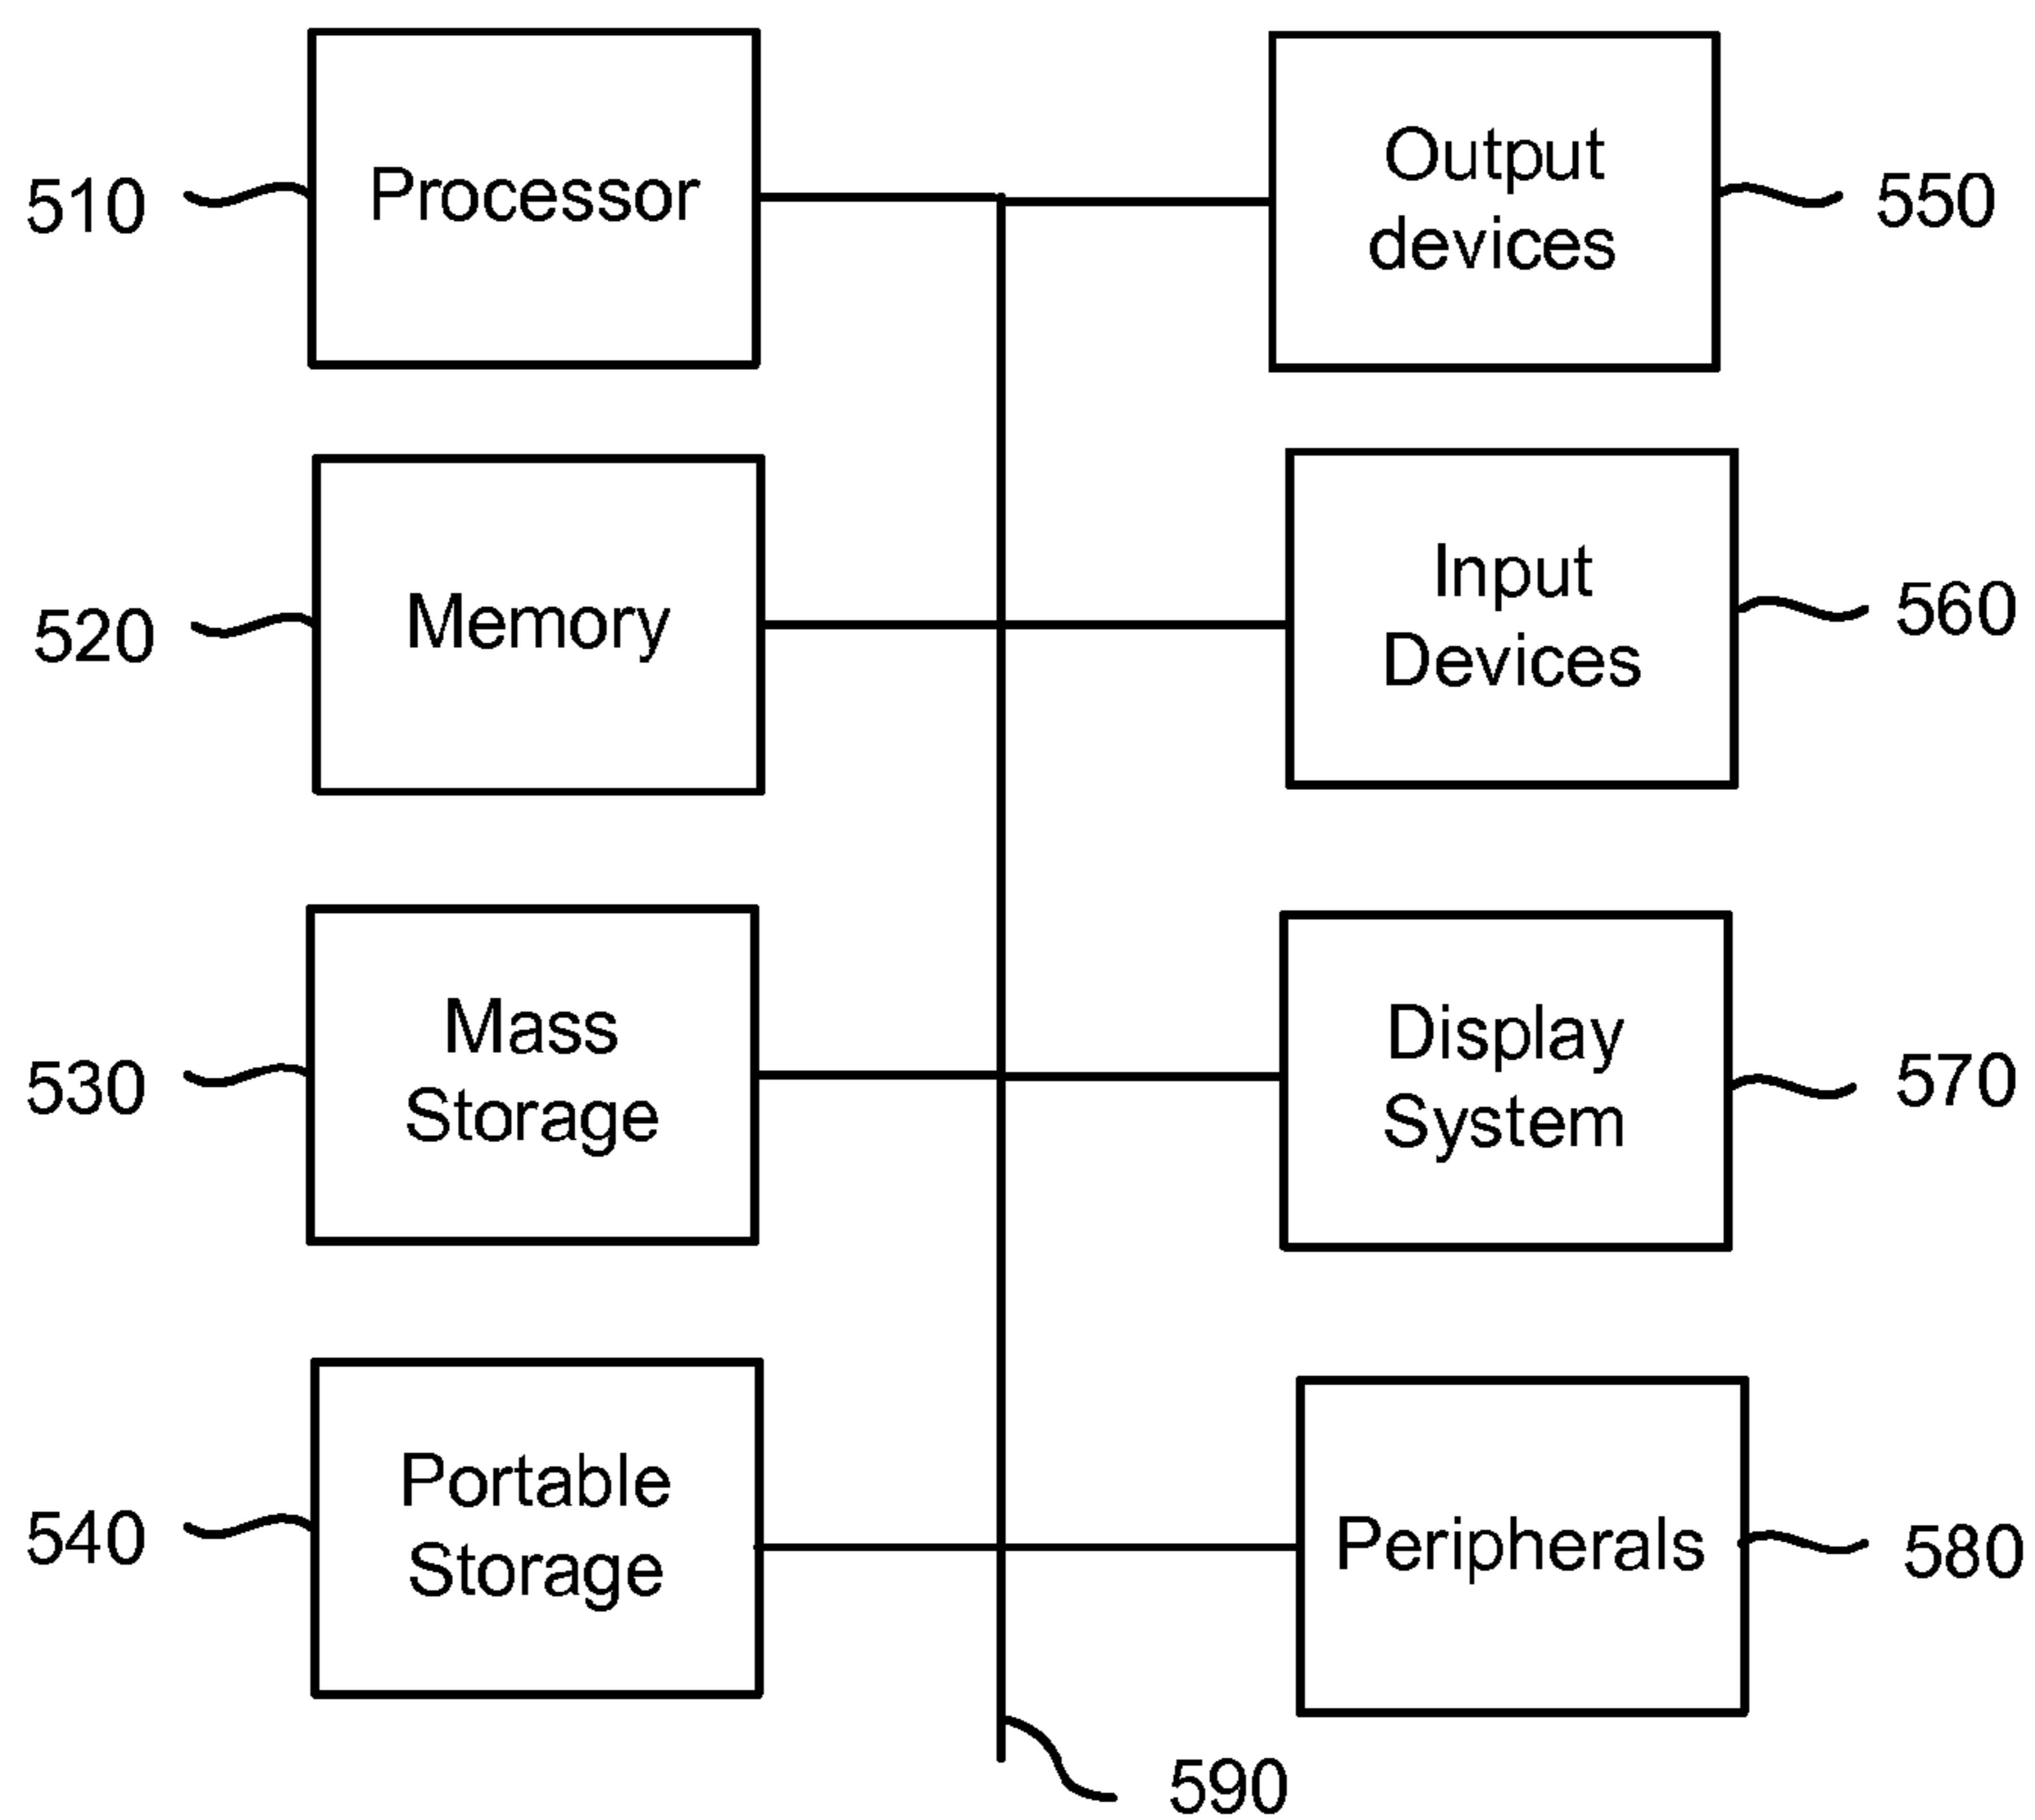 510
Processor
Output
devices
550
520
Memory
Input
Devices
560
530
Mass
Storage
Display
System
570
540
Portable
Storage
Peripherals
580
590